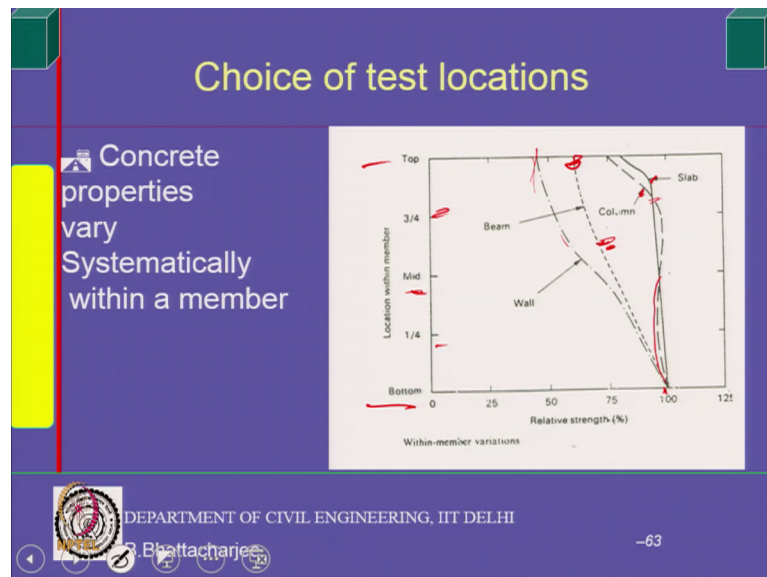 Choice of test locations
Concrete
properties
vary
Systematically
within a member
Top
3/4
Mid
1/4
Bottom
Location within member
Slab
Column
Beam
Wall
0 25 50 75 100 125
Relative strength (%)
Within-member variations
NPTEL
DEPARTMENT OF CIVIL ENGINEERING, IIT DELHI
B.Bhattacharjee
–63